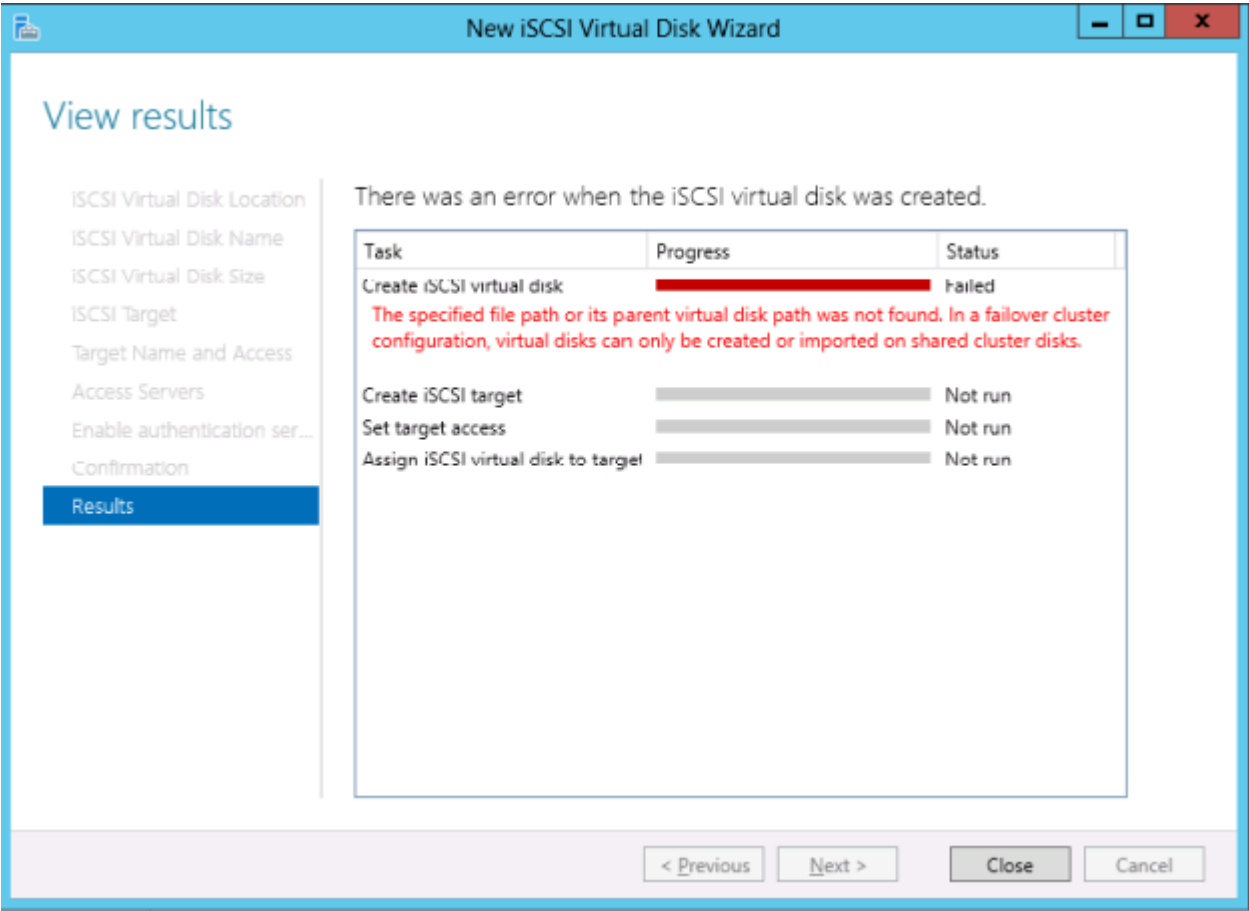 New iSCSI Virtual Disk Wizard
View results
iSCSI Virtual Disk Location
iSCSI Virtual Disk Name
iSCSI Virtual Disk Size
iSCSI Target
Target Name and Access
Access Servers
Enable authentication ser...
Confirmation
Results
There was an error when the iSCSI virtual disk was created.
Task Progress Status
Create iSCSI virtual disk Failed
The specified file path or its parent virtual disk path was not found. In a failover cluster
configuration, virtual disks can only be created or imported on shared cluster disks.
Create iSCSI target Not run
Set target access Not run
Assign iSCSI virtual disk to target Not run
< Previous Next > Close Cancel